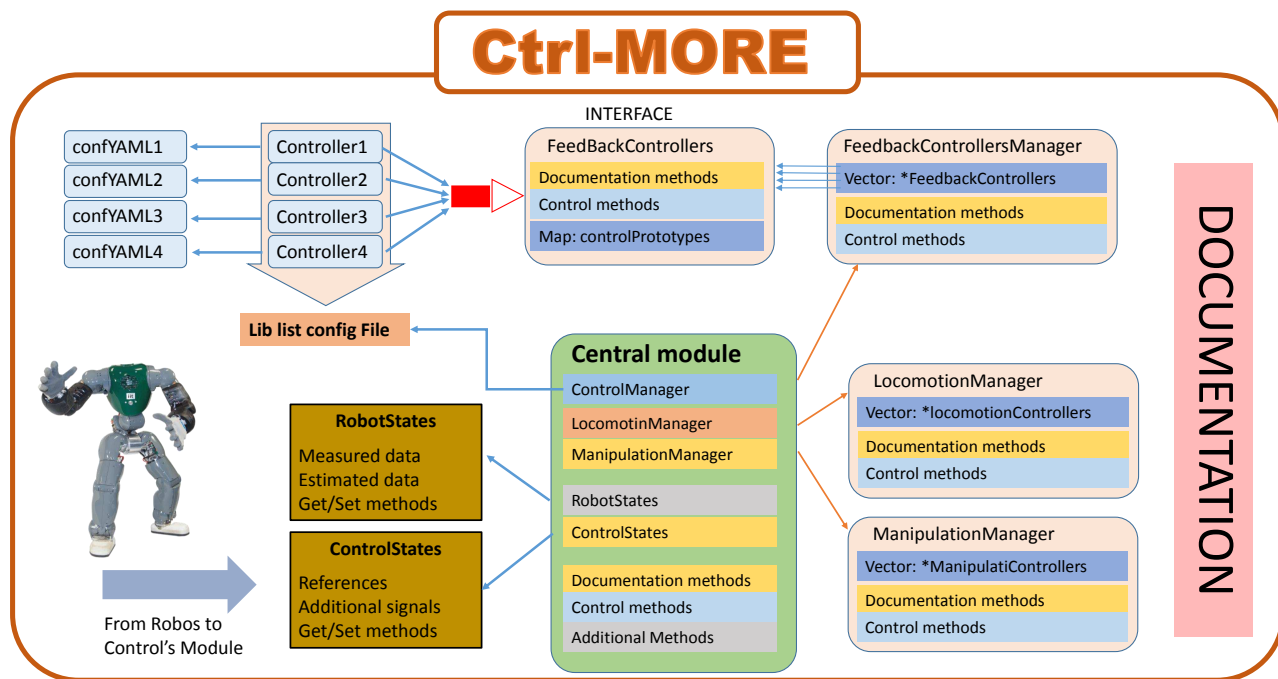 Ctrl-MORE
INTERFACE
confYAML1
confYAML2
confYAML3
confYAML4
Controller1
Controller2
Controller3
Controller4
FeedBackControllers
Documentation methods
Control methods
Map: controlPrototypes
FeedbackControllersManager
Vector: *FeedbackControllers
Documentation methods
Control methods
DOCUMENTATION
Lib list config File
Central module
ControlManager
LocomotinManager
ManipulationManager
RobotStates
ControlStates
Documentation methods
Control methods
Additional Methods
RobotStates
Measured data
Estimated data
Get/Set methods
ControlStates
References
Additional signals
Get/Set methods
From Robos to
Control's Module
LocomotionManager
Vector: *locomotionControllers
Documentation methods
Control methods
ManipulationManager
Vector: *ManipulatiControllers
Documentation methods
Control methods